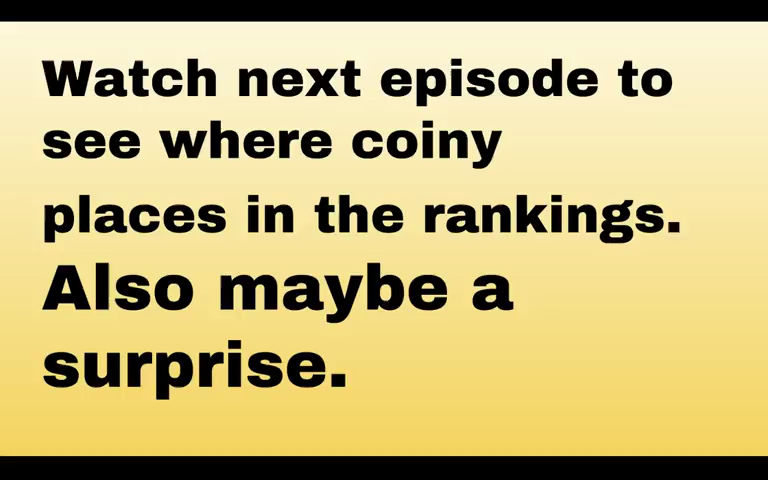 Watch next episode to
see where coiny
places in the rankings.
Also maybe a
surprise.